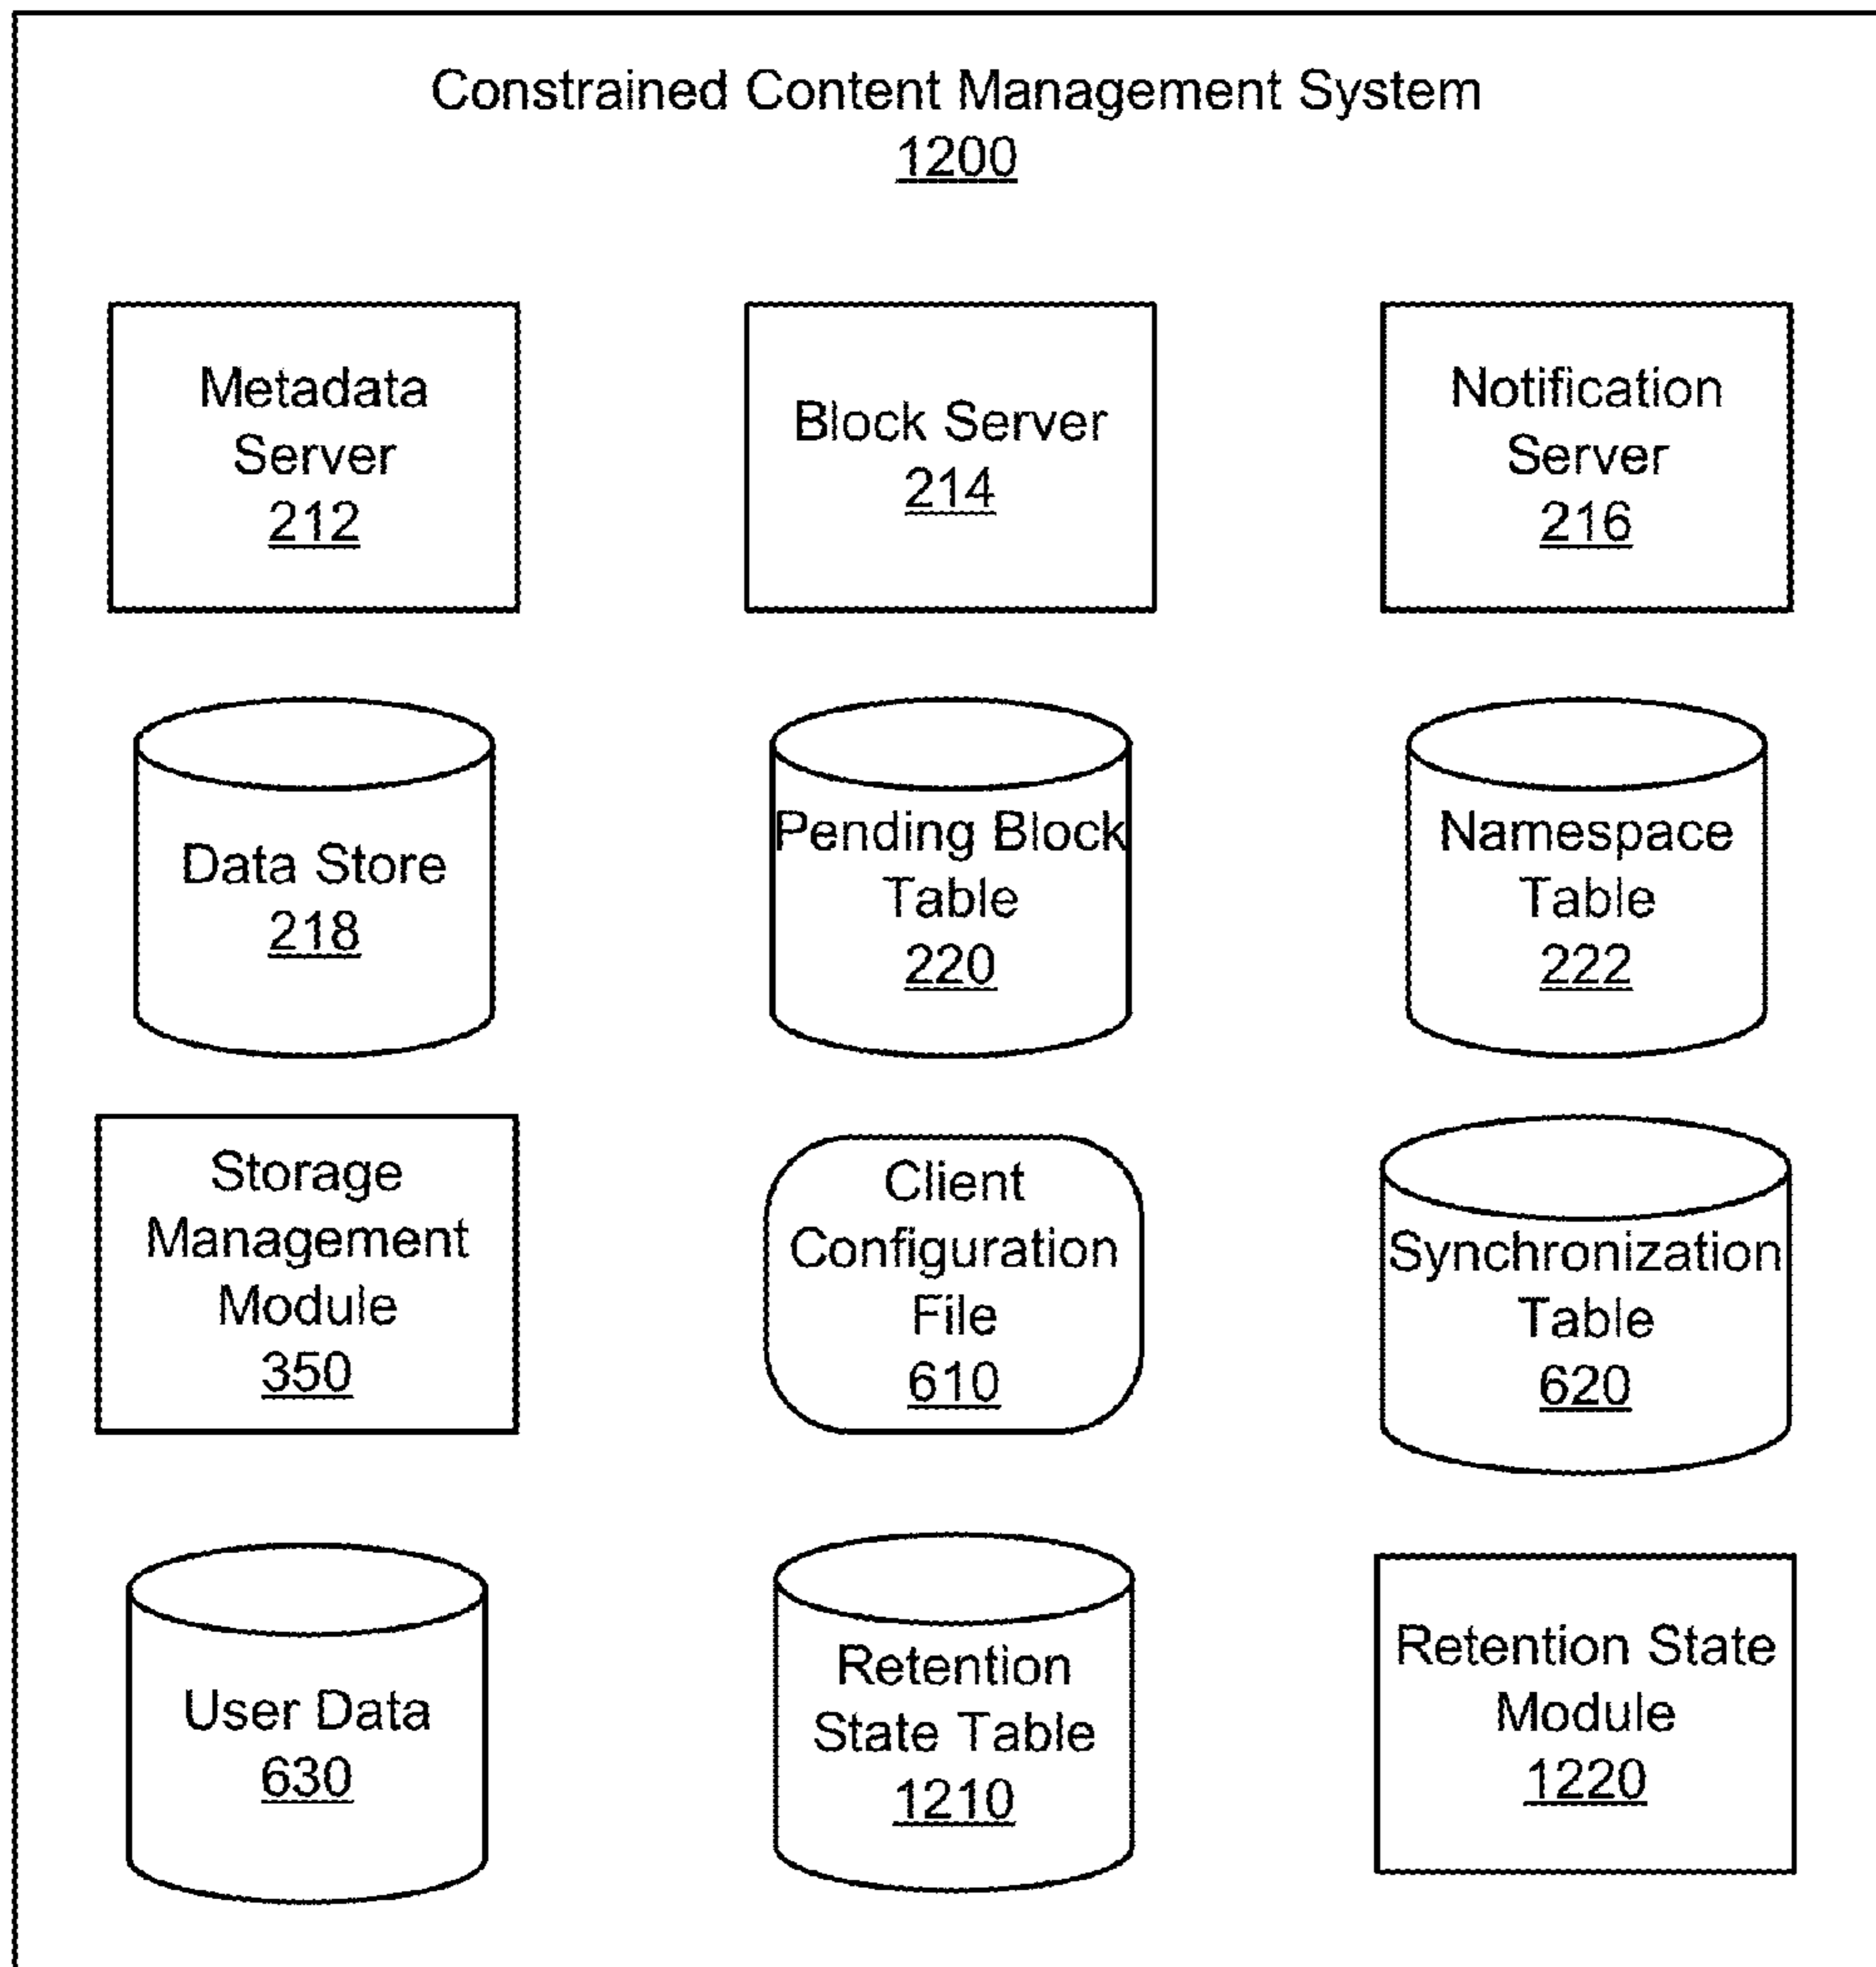 Constrained Content Management System
1200
Metadata
Server
212
Block Server
214
Notification
Server
216
Data Store
218
Pending Block
Table
220
Namespace
Table
222
Storage
Management
Module
350
Client
Configuration
File
610
Synchronization
Table
620
User Data
630
Retention
State Table
1210
Retention State
Module
1220